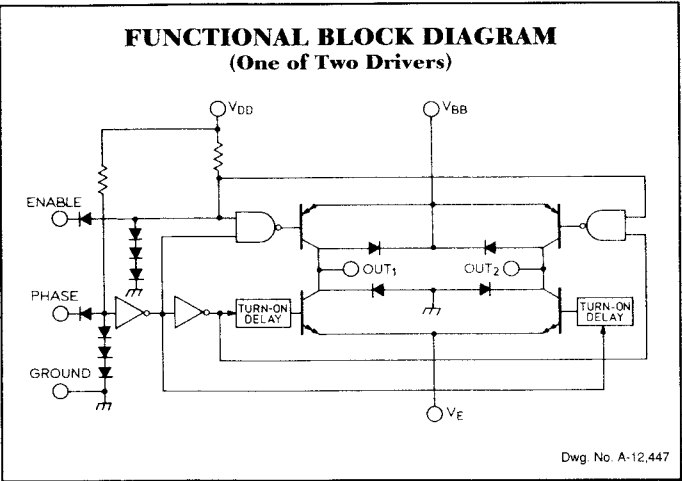 FUNCTIONAL BLOCK DIAGRAM
(One of Two Drivers)
VDD
VBB
ENABLE
OUT1
OUT2
PHASE
TURN-ON
DELAY
TURN-ON
DELAY
GROUND
VE
Dwg. No. A-12,447